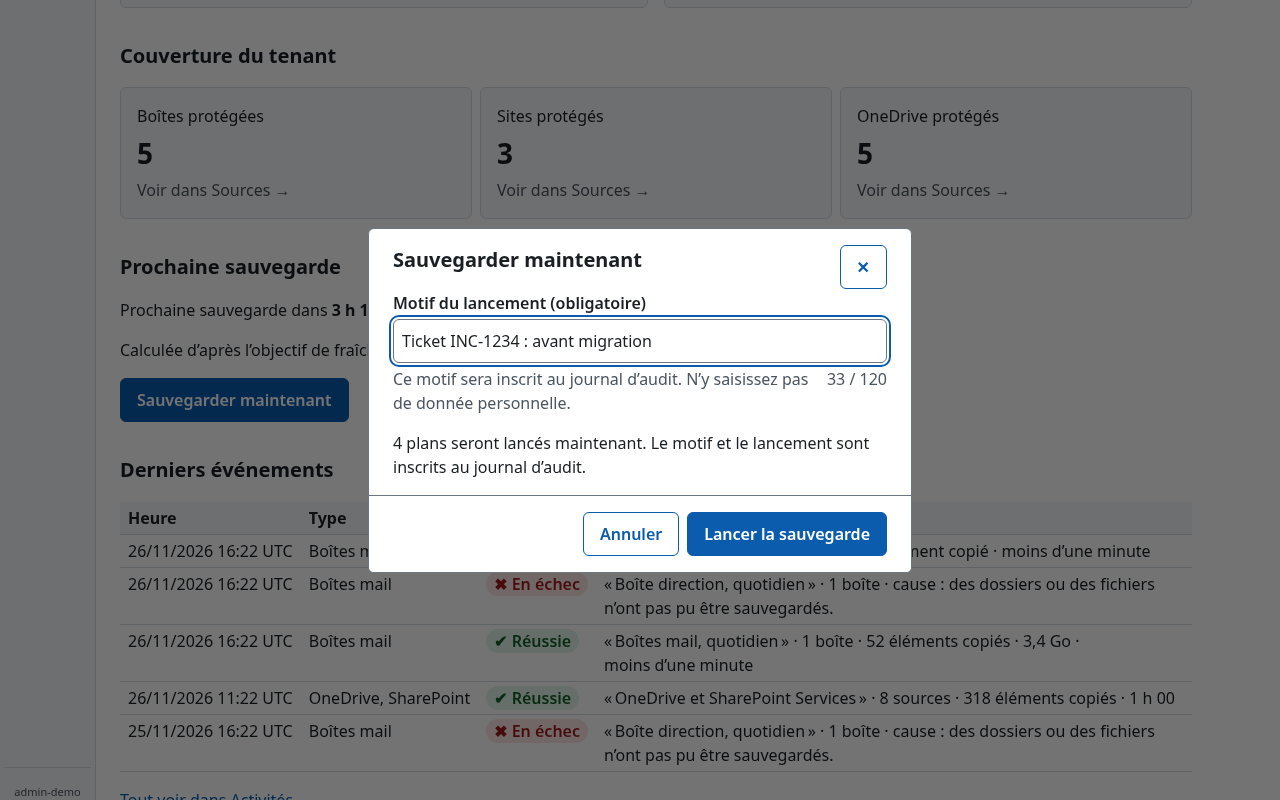 Couverture du tenant
Boîtes protégées
5
Voir dans Sources →
Sites protégés
3
Voir dans Sources →
OneDrive protégés
5
Voir dans Sources →
Prochaine sauvegarde
Prochaine sauvegarde dans 3 h 1
Calculée d’après l’objectif de fraîc
Sauvegarder maintenant
Sauvegarder maintenant
×
Motif du lancement (obligatoire)
Ticket INC-1234 : avant migration
Ce motif sera inscrit au journal d’audit. N’y saisissez pas
de donnée personnelle.
33 / 120
4 plans seront lancés maintenant. Le motif et le lancement sont
inscrits au journal d’audit.
Annuler
Lancer la sauvegarde
Derniers événements
Heure Type
26/11/2026 16:22 UTC Boîtes m ment copié · moins d’une minute
26/11/2026 16:22 UTC Boîtes mail ✖ En échec « Boîte direction, quotidien » · 1 boîte · cause : des dossiers ou des fichiers
n’ont pas pu être sauvegardés.
26/11/2026 16:22 UTC Boîtes mail ✔ Réussie « Boîtes mail, quotidien » · 1 boîte · 52 éléments copiés · 3,4 Go ·
moins d’une minute
26/11/2026 11:22 UTC OneDrive, SharePoint ✔ Réussie « OneDrive et SharePoint Services » · 8 sources · 318 éléments copiés · 1 h 00
25/11/2026 16:22 UTC Boîtes mail ✖ En échec « Boîte direction, quotidien » · 1 boîte · cause : des dossiers ou des fichiers
n’ont pas pu être sauvegardés.
admin-demo
Tout voir dans Activités